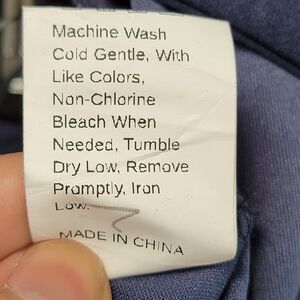 Machine Wash
Cold Gentle, With
Like Colors,
Non-Chlorine
Bleach When
Needed, Tumble
Dry Low, Remove
Promptly, Iron
Low.
MADE IN CHINA